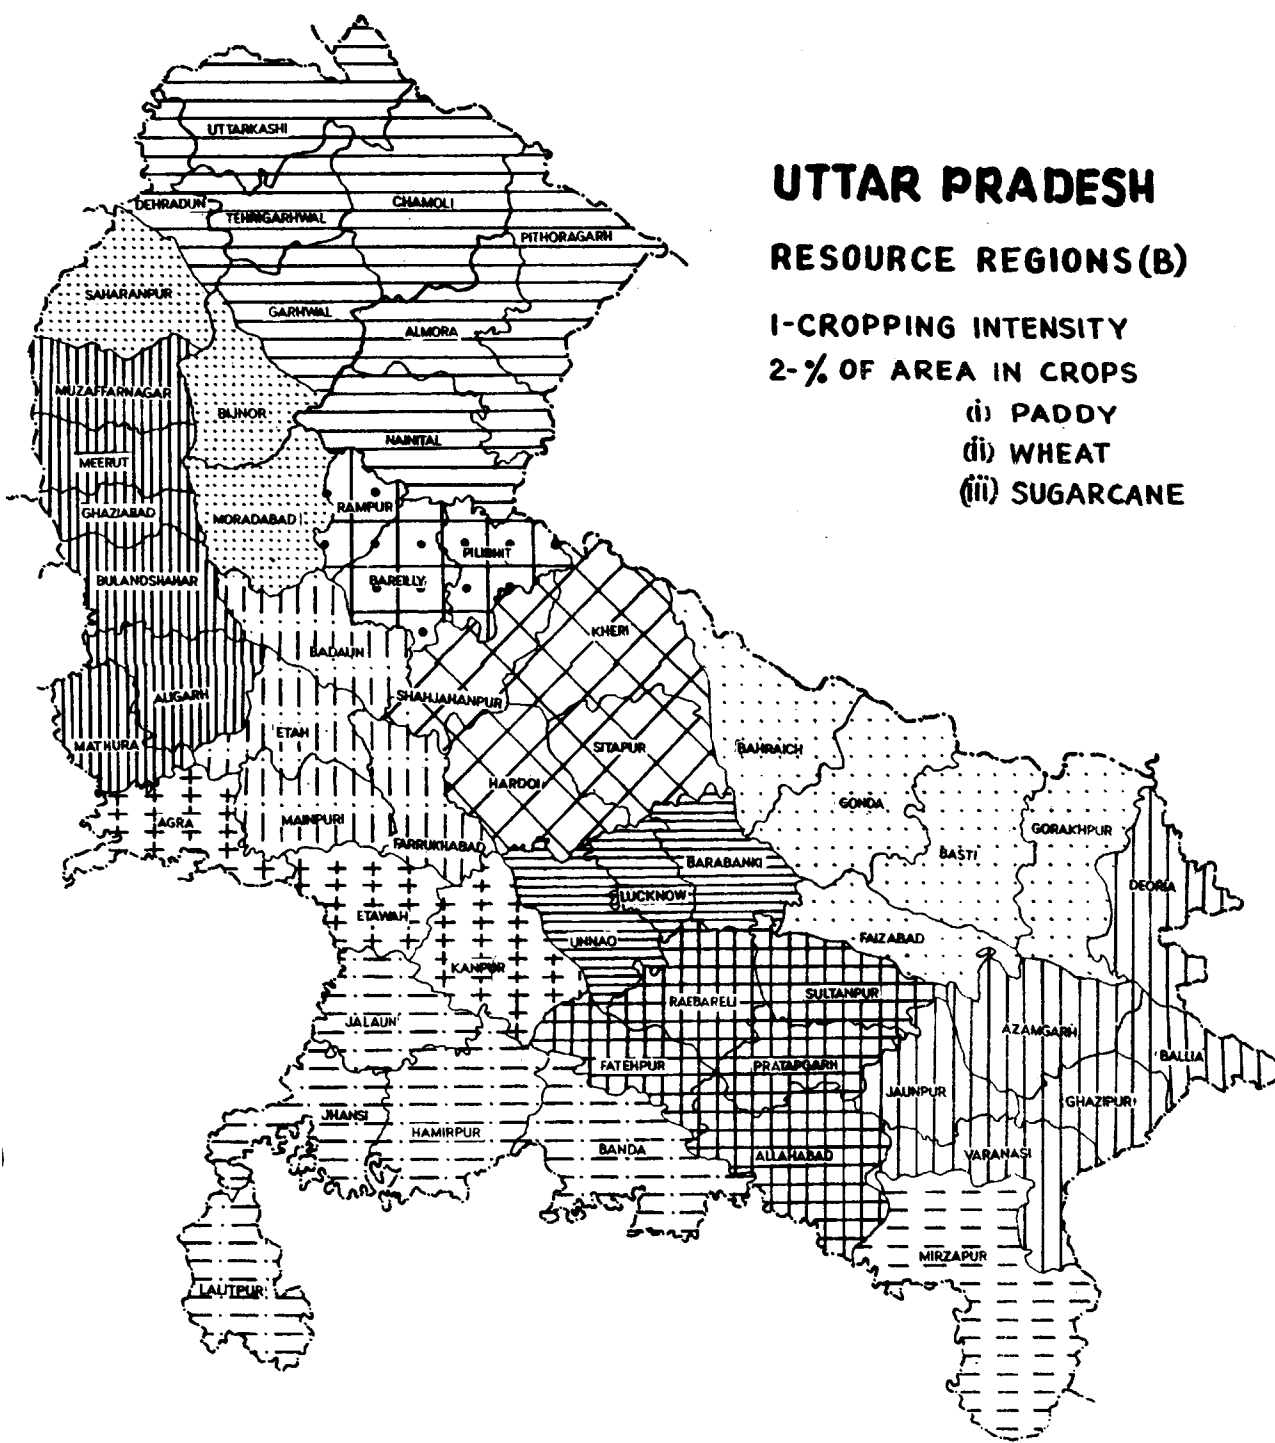 UTTAR PRADESH
RESOURCE REGIONS(B)
1-CROPPING INTENSITY
2-% OF AREA IN CROPS
(i) PADDY
(ii) WHEAT
(iii) SUGARCANE
UTTARKASHI
DEHRADUN
TEHRIGARHWAL
CHAMOLI
PITHORAGARH
SAHARANPUR
GARHWAL
ALMORA
MUZAFFARNAGAR
BIJNOR
NAINITAL
MEERUT
GHAZIABAD
MORADABAD
RAMPUR
BULANDSHAHAR
BAREILLY
PILIBHIT
BADAUN
KHERI
ALIGARH
SHAHJAHANPUR
MATHURA
ETAH
SITAPUR
BAHRAICH
HARDOI
GONDA
AGRA
MAINPURI
FARRUKHABAD
GORAKHPUR
BARABANKI
BASTI
DEORIA
LUCKNOW
ETAWAH
UNNAO
FAIZABAD
KANPUR
RAEBARELI
SULTANPUR
JALAUN
AZAMGARH
FATEHPUR
PRATAPGARH
BALLIA
JAUNPUR
GHAZIPUR
JHANSI
HAMIRPUR
BANDA
ALLAHABAD
VARANASI
MIRZAPUR
LALITPUR